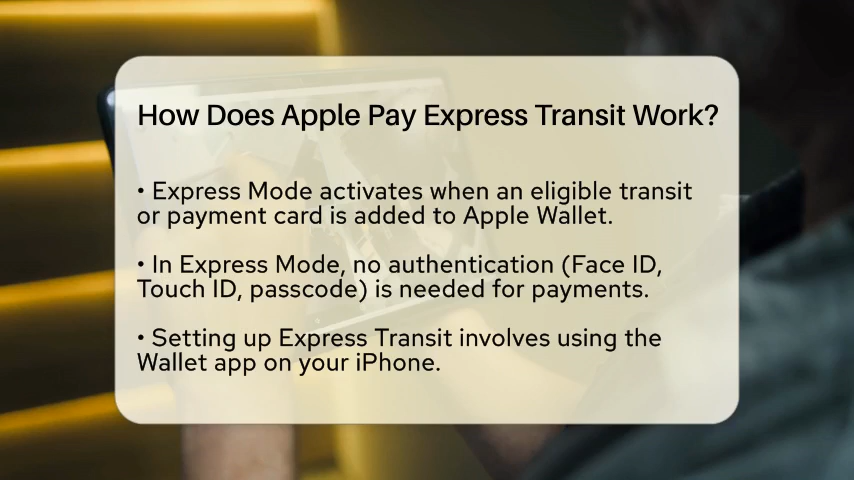 How Does Apple Pay Express Transit Work?
• Express Mode activates when an eligible transit
or payment card is added to Apple Wallet.
• In Express Mode, no authentication (Face ID,
Touch ID, passcode) is needed for payments.
• Setting up Express Transit involves using the
Wallet app on your iPhone.